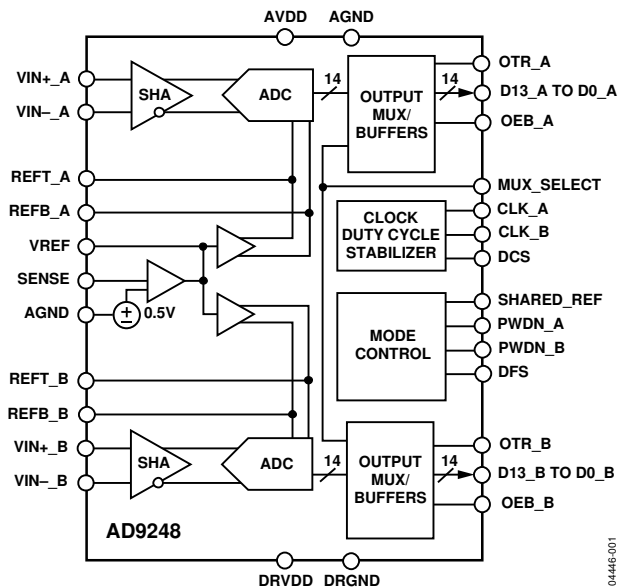 AVDD AGND
VIN+_A
VIN–_A
SHA
ADC
14
OUTPUT
MUX/
BUFFERS
14
OTR_A
D13_A TO D0_A
OEB_A
REFT_A
REFB_A
VREF
SENSE
AGND
0.5V
MUX_SELECT
CLOCK
DUTY CYCLE
STABILIZER
CLK_A
CLK_B
DCS
MODE
CONTROL
SHARED_REF
PWDN_A
PWDN_B
DFS
REFT_B
REFB_B
VIN+_B
VIN–_B
SHA
ADC
14
OUTPUT
MUX/
BUFFERS
14
OTR_B
D13_B TO D0_B
OEB_B
AD9248
DRVDD DRGND
04446-001